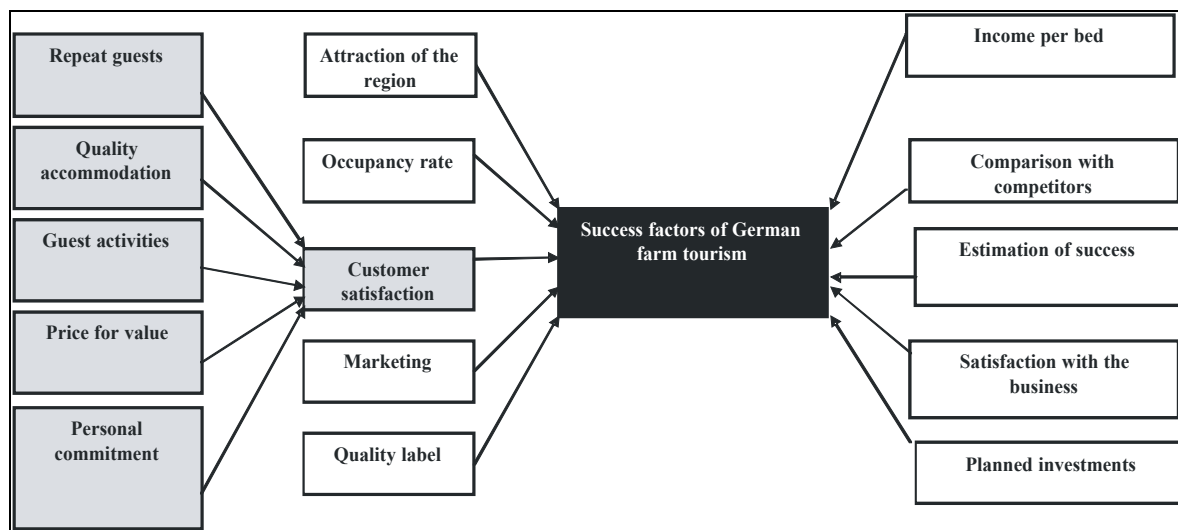 Repeat guests
Quality
accommodation
Guest activities
Price for value
Personal
commitment
Attraction of the
region
Occupancy rate
Customer
satisfaction
Marketing
Quality label
Success factors of German
farm tourism
Income per bed
Comparison with
competitors
Estimation of success
Satisfaction with the
business
Planned investments